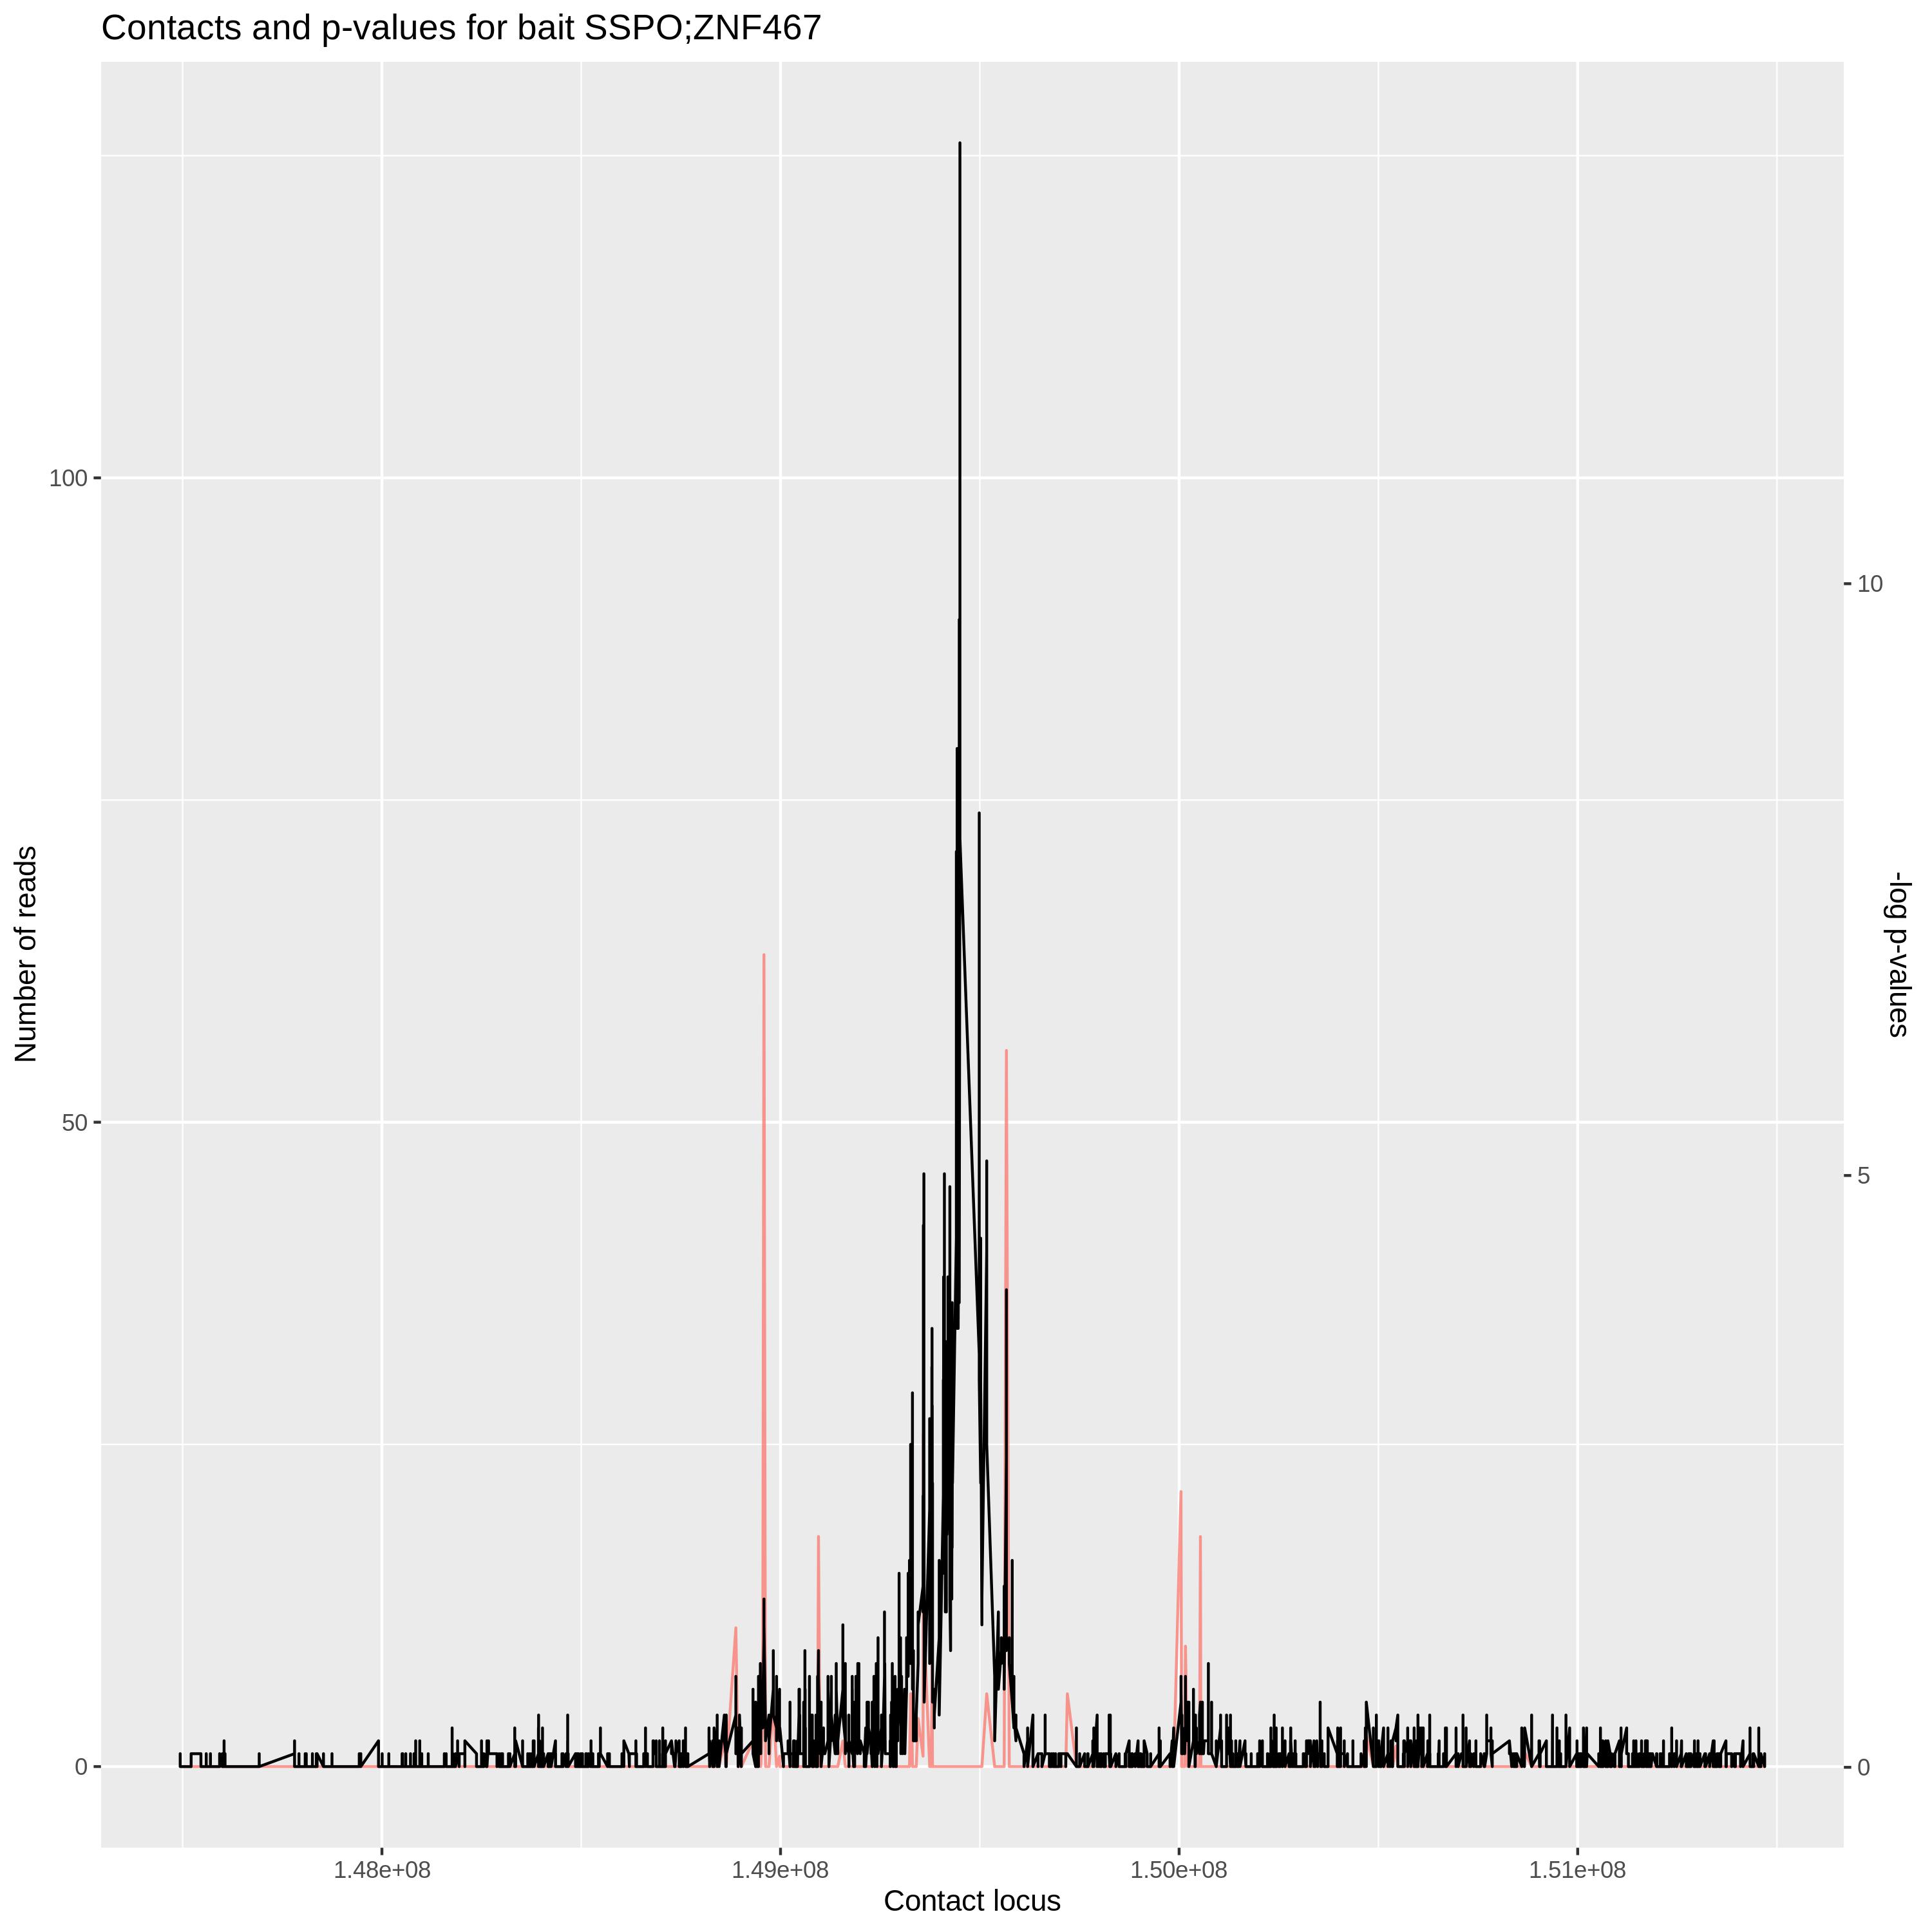 Contacts and p-values for bait SSPO;ZNF467
Number of reads
100
50
0
10
5
0
-log p-values
1.48e+08
1.49e+08
1.50e+08
1.51e+08
Contact locus